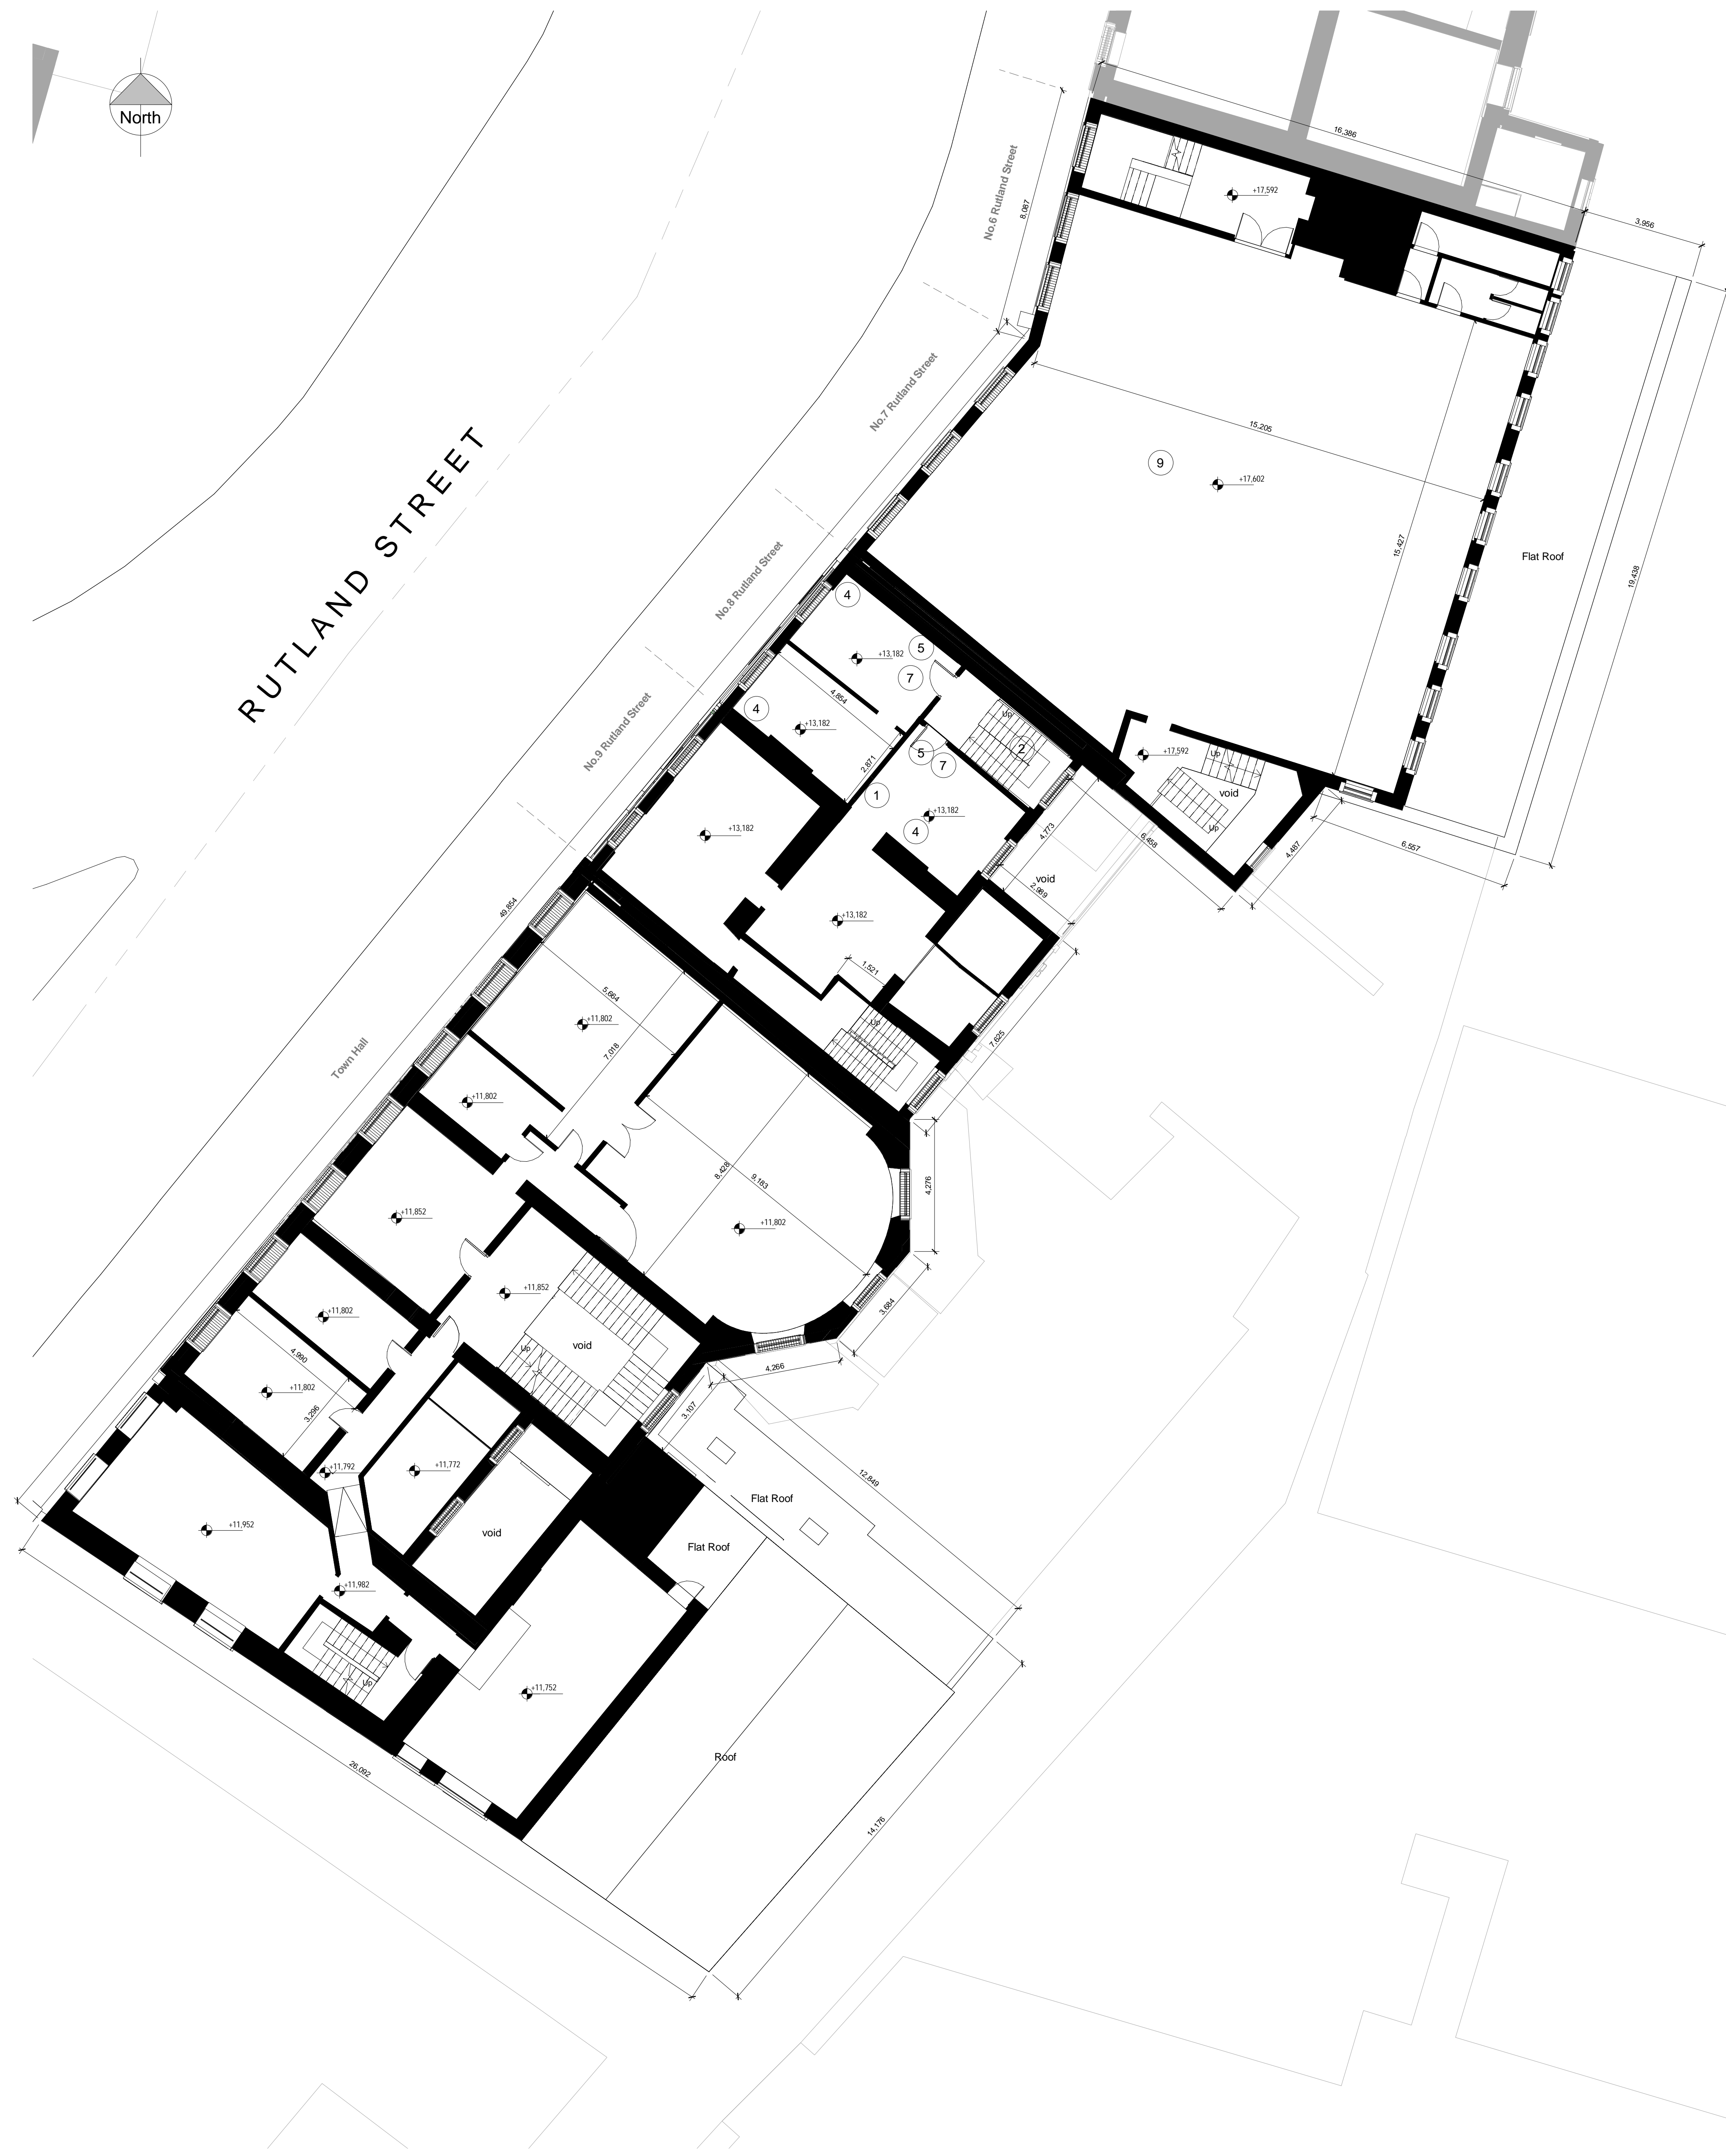 North
16,386
No.6 Rutland Street
8,087
+17,592
3,956
No.7 Rutland Street
RUTLAND STREET
15,205
9
+17,602
15,427
Flat Roof
19,438
No.8 Rutland Street
4
5
+13,182
7
4,854
4
+13,182
Up
2
5
7
2,871
No.9 Rutland Street
+17,592
Up
void
Up
1
+13,182
4
+13,182
4,773
6,458
4,487
6,557
void
2,989
49,854
+13,182
1,521
Up
7,625
5,664
+11,802
7,018
Town Hall
+11,802
8,428
9,183
4,276
+11,852
+11,802
+11,852
3,684
+11,802
void
Up
4,266
4,990
+11,802
3,296
3,107
+11,792
+11,772
12,849
Flat Roof
+11,952
void
Flat Roof
+11,982
Up
+11,752
Roof
26,092
14,176